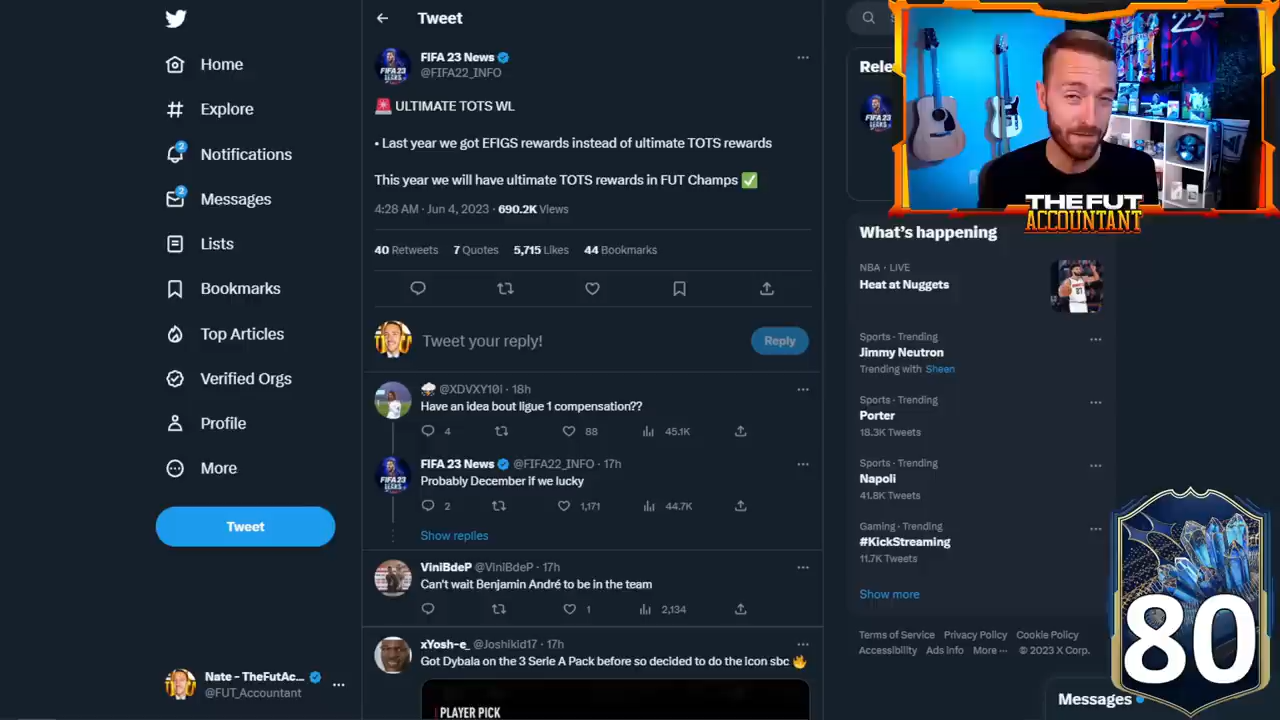 Home
Explore
2
Notifications
2
Messages
Lists
Bookmarks
Top Articles
Verified Orgs
Profile
More
Tweet
Nate - TheFutAc...
@FUT_Accountant
Tweet
FIFA 23 News
@FIFA22_INFO
🚨 ULTIMATE TOTS WL
• Last year we got EFIGS rewards instead of ultimate TOTS rewards
This year we will have ultimate TOTS rewards in FUT Champs ✅
4:28 AM · Jun 4, 2023 · 690.2K Views
40 Retweets 7 Quotes 5,715 Likes 44 Bookmarks
Tweet your reply!
Reply
@XDVXY10i · 18h
Have an idea bout ligue 1 compensation??
4 88 45.1K
FIFA 23 News @FIFA22_INFO · 17h
Probably December if we lucky
2 1,171 44.7K
Show replies
ViniBdeP @ViniBdeP · 17h
Can't wait Benjamin André to be in the team
1 2,134
xYosh-e_ @Joshikid17 · 17h
Got Dybala on the 3 Serie A Pack before so decided to do the icon sbc 🔥
PLAYER PICK
Rele
THE FUT
ACCOUNTANT
What's happening
NBA · LIVE
Heat at Nuggets
Sports · Trending
Jimmy Neutron
Trending with Sheen
Sports · Trending
Porter
18.3K Tweets
Sports · Trending
Napoli
41.8K Tweets
Gaming · Trending
#KickStreaming
11.7K Tweets
Show more
Terms of Service Privacy Policy Cookie Policy
Accessibility Ads info More ··· © 2023 X Corp.
Messages
80